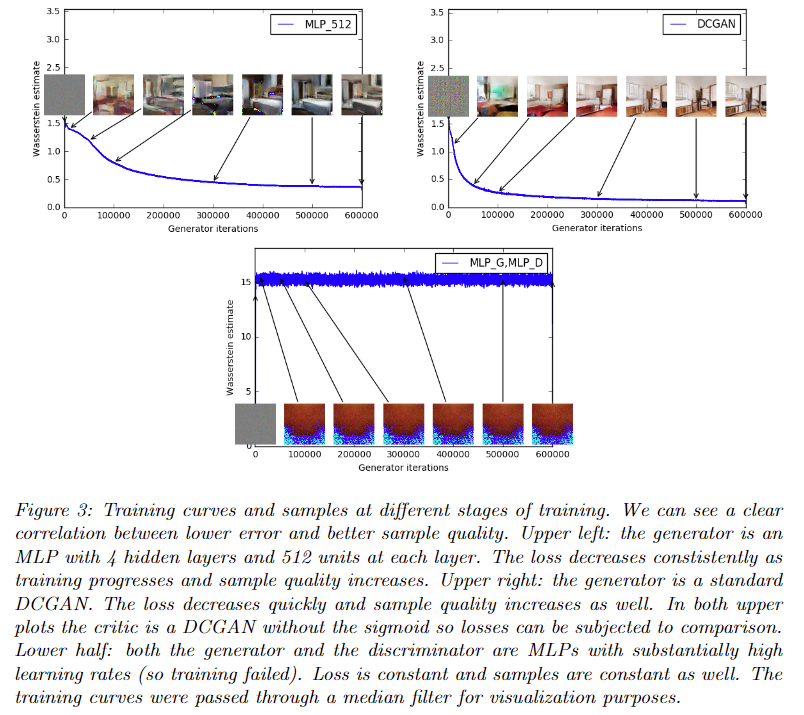 3.5
3.0
MLP_512
Wasserstein estimate
1.5
1.0
0.5
0.0
0 100000 200000 300000 400000 500000 600000
Generator iterations
3.5
3.0
DCGAN
Wasserstein estimate
1.5
1.0
0.5
0.0
0 100000 200000 300000 400000 500000 600000
Generator iterations
MLP_G,MLP_D
15
Wasserstein estimate
10
5
0
0 100000 200000 300000 400000 500000 600000
Generator iterations
Figure 3: Training curves and samples at different stages of training. We can see a clear
correlation between lower error and better sample quality. Upper left: the generator is an
MLP with 4 hidden layers and 512 units at each layer. The loss decreases constistently as
training progresses and sample quality increases. Upper right: the generator is a standard
DCGAN. The loss decreases quickly and sample quality increases as well. In both upper
plots the critic is a DCGAN without the sigmoid so losses can be subjected to comparison.
Lower half: both the generator and the discriminator are MLPs with substantially high
learning rates (so training failed). Loss is constant and samples are constant as well. The
training curves were passed through a median filter for visualization purposes.